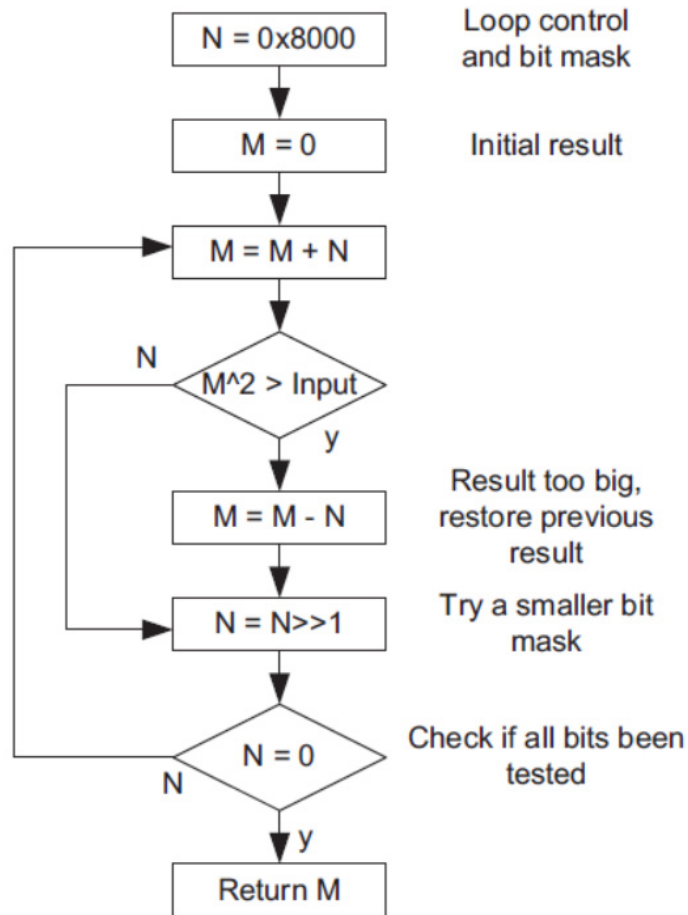 N = 0x8000
Loop control
and bit mask
M = 0
Initial result
M = M + N
N
M^2 > Input
y
M = M - N
Result too big,
restore previous
result
N = N>>1
Try a smaller bit
mask
N = 0
Check if all bits been
tested
N
y
Return M